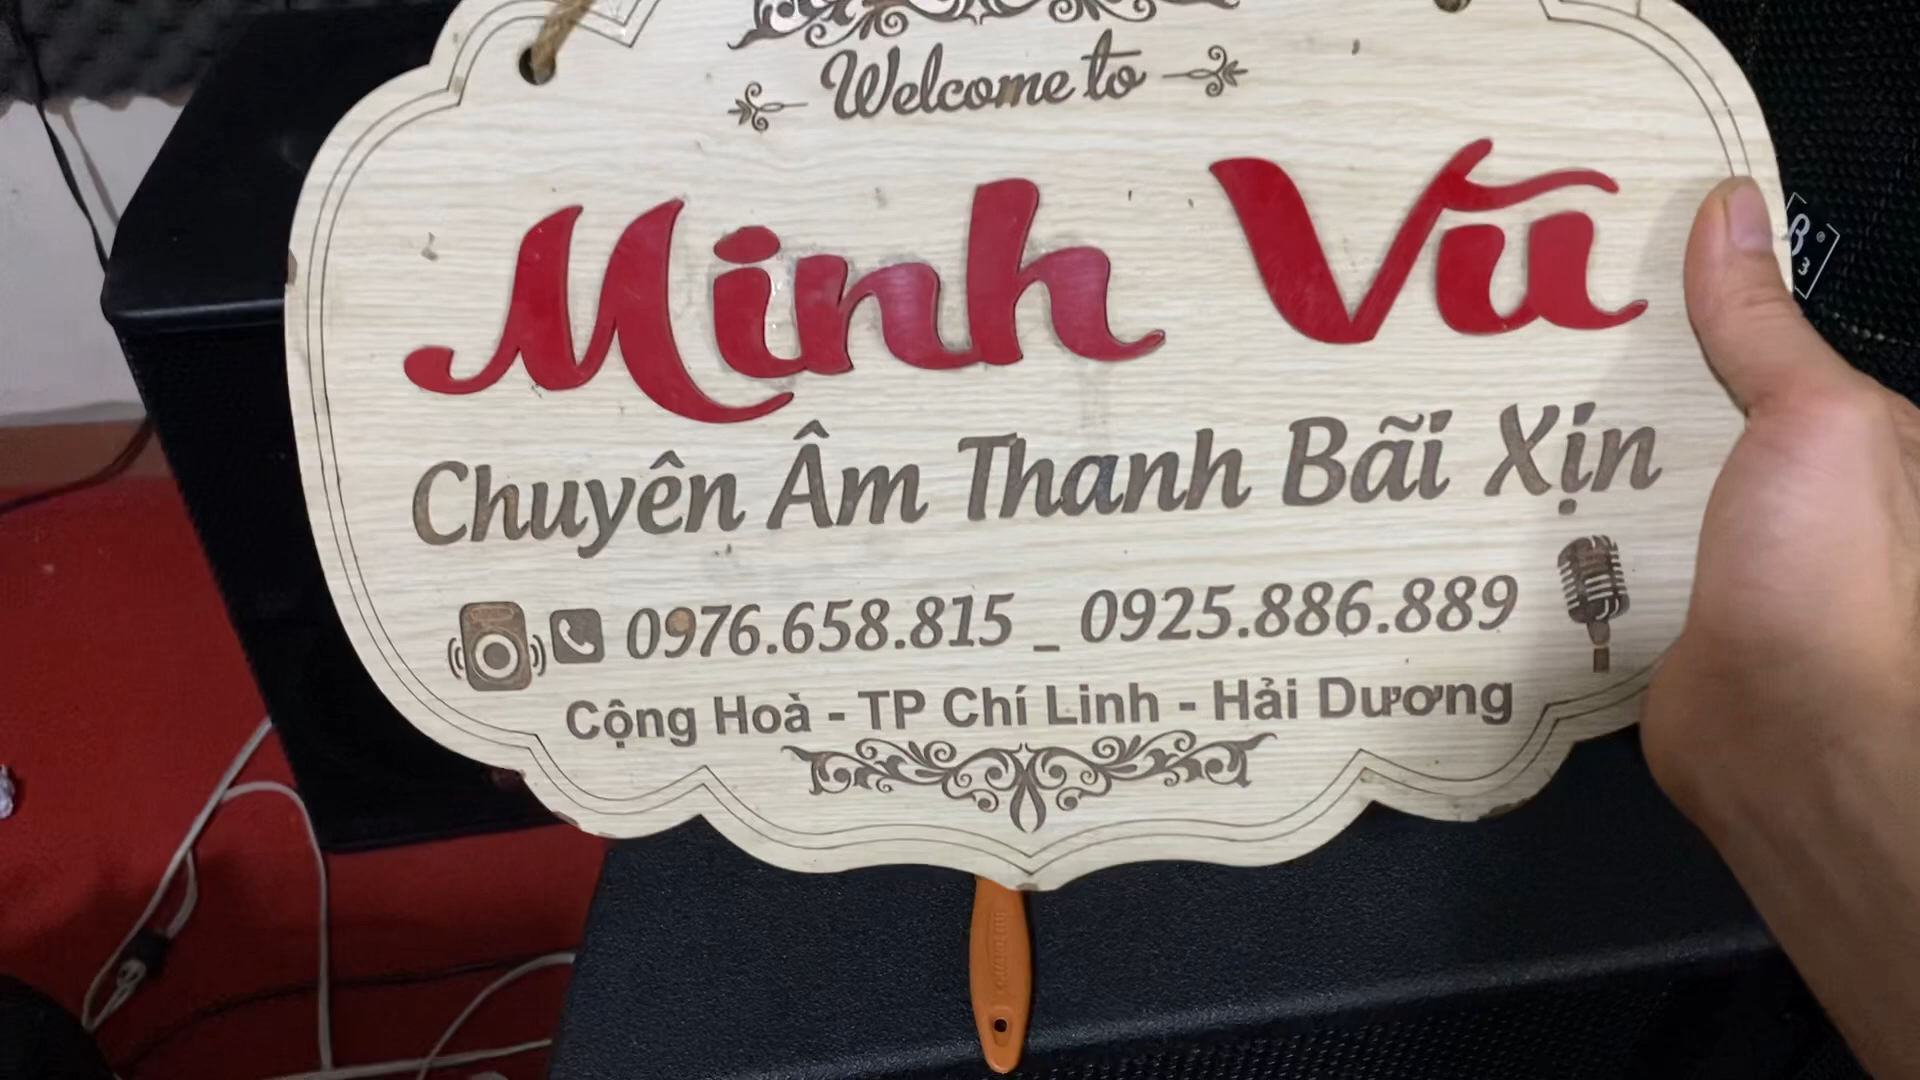 Welcome to
Minh Vũ
Chuyên Âm Thanh Bãi Xịn
0976.658.815 _ 0925.886.889
Cộng Hoà - TP Chí Linh - Hải Dương
B3